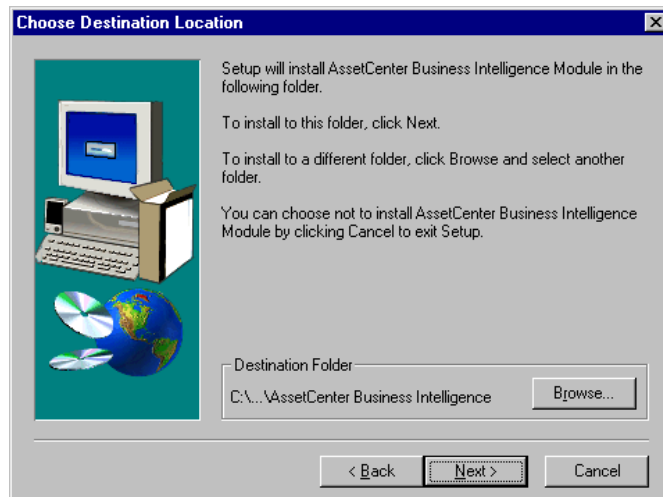 Choose Destination Location
Setup will install AssetCenter Business Intelligence Module in the
following folder.
To install to this folder, click Next.
To install to a different folder, click Browse and select another
folder.
You can choose not to install AssetCenter Business Intelligence
Module by clicking Cancel to exit Setup.
Destination Folder
C:\...\AssetCenter Business Intelligence
Browse...
< Back
Next >
Cancel